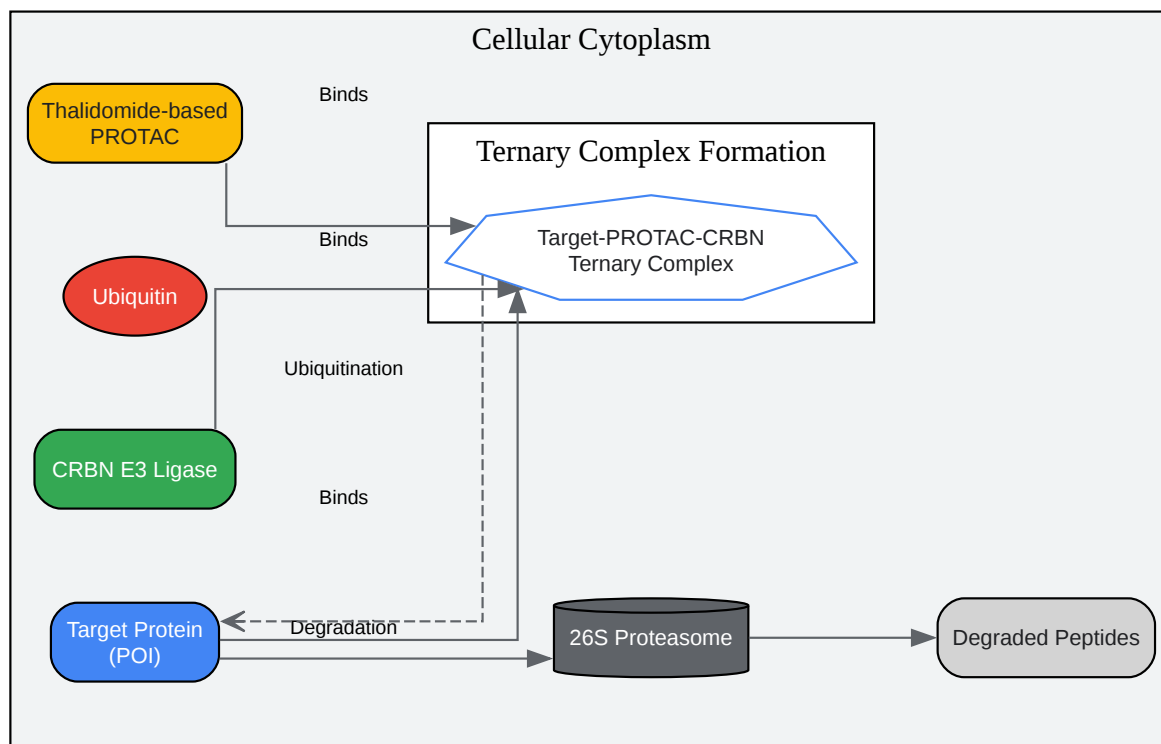 Cellular Cytoplasm
Thalidomide-based
PROTAC
Binds
Ternary Complex Formation
Target-PROTAC-CRBN
Ternary Complex
Binds
Ubiquitin
Ubiquitination
CRBN E3 Ligase
Binds
Target Protein
(POI)
Degradation
26S Proteasome
Degraded Peptides